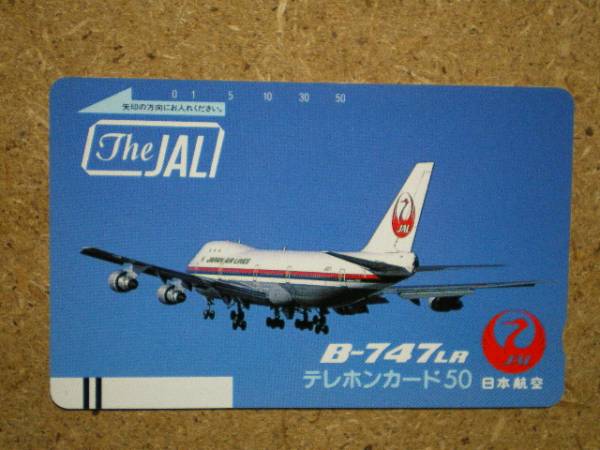 0 1 5 10 30 50
矢印の方向にお入れください。
The JAL
JAL
JAPAN AIR LINES
B-747LR
テレホンカード50
JAL
日本航空